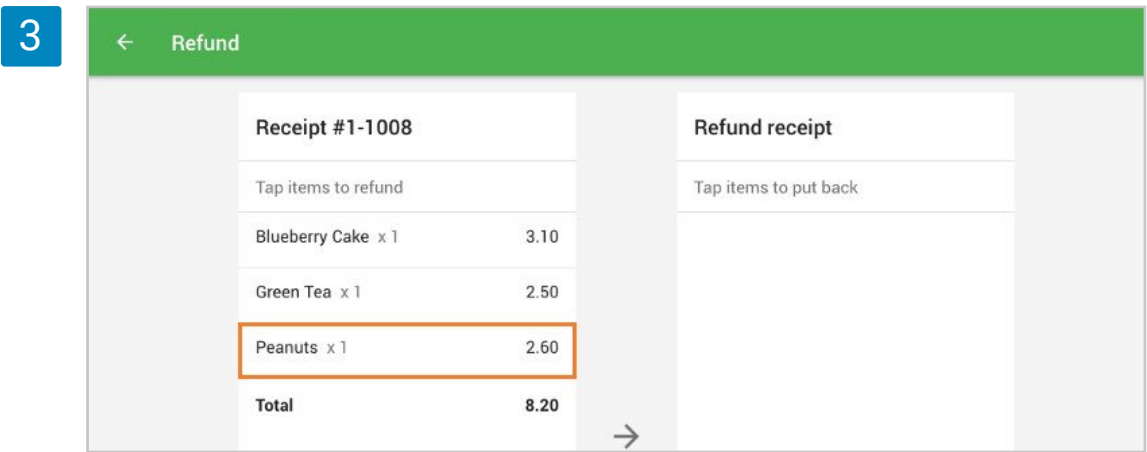 3
Refund
Receipt #1-1008
Tap items to refund
Blueberry Cake x 1 3.10
Green Tea x 1 2.50
Peanuts x 1 2.60
Total 8.20
Refund receipt
Tap items to put back